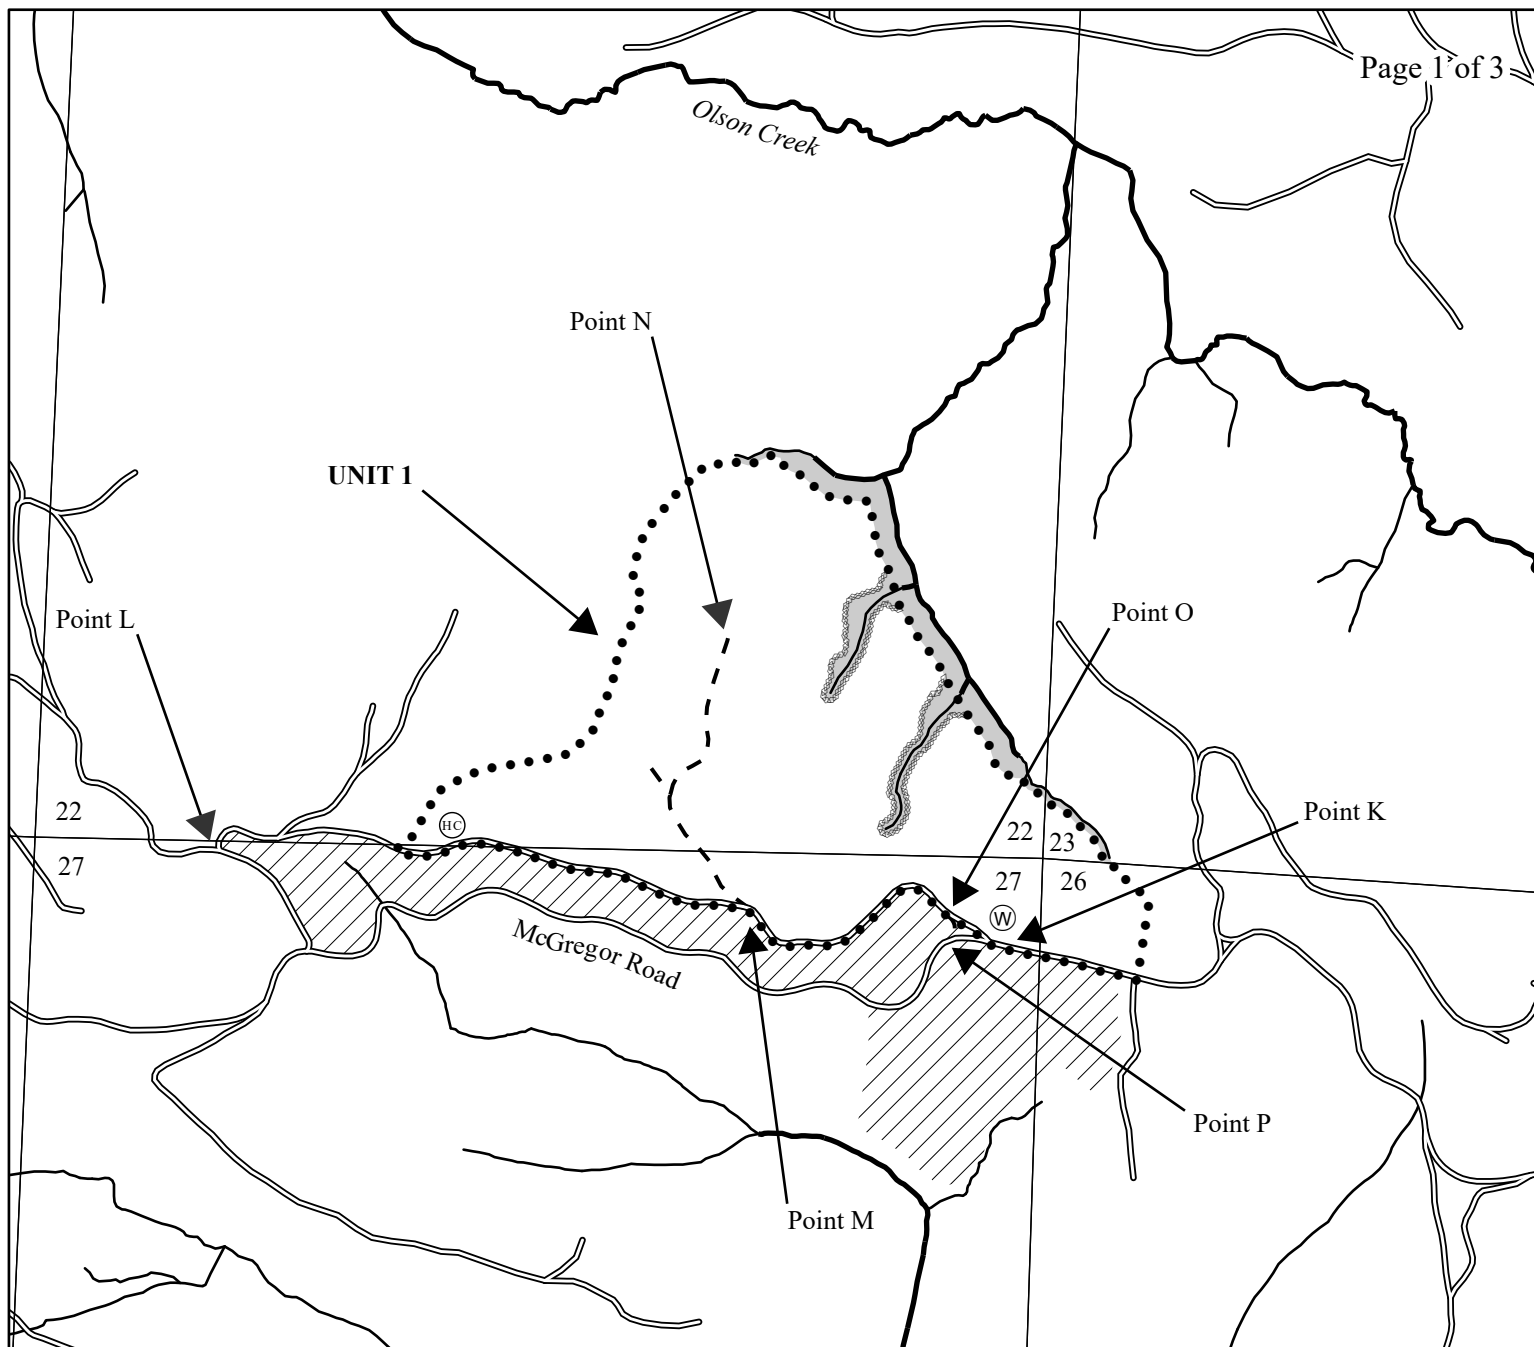 Page 1 of 3
Olson Creek
Point N
UNIT 1
Point L
Point O
22
HC
22
23
Point K
27
27
26
W
McGregor Road
Point P
Point M